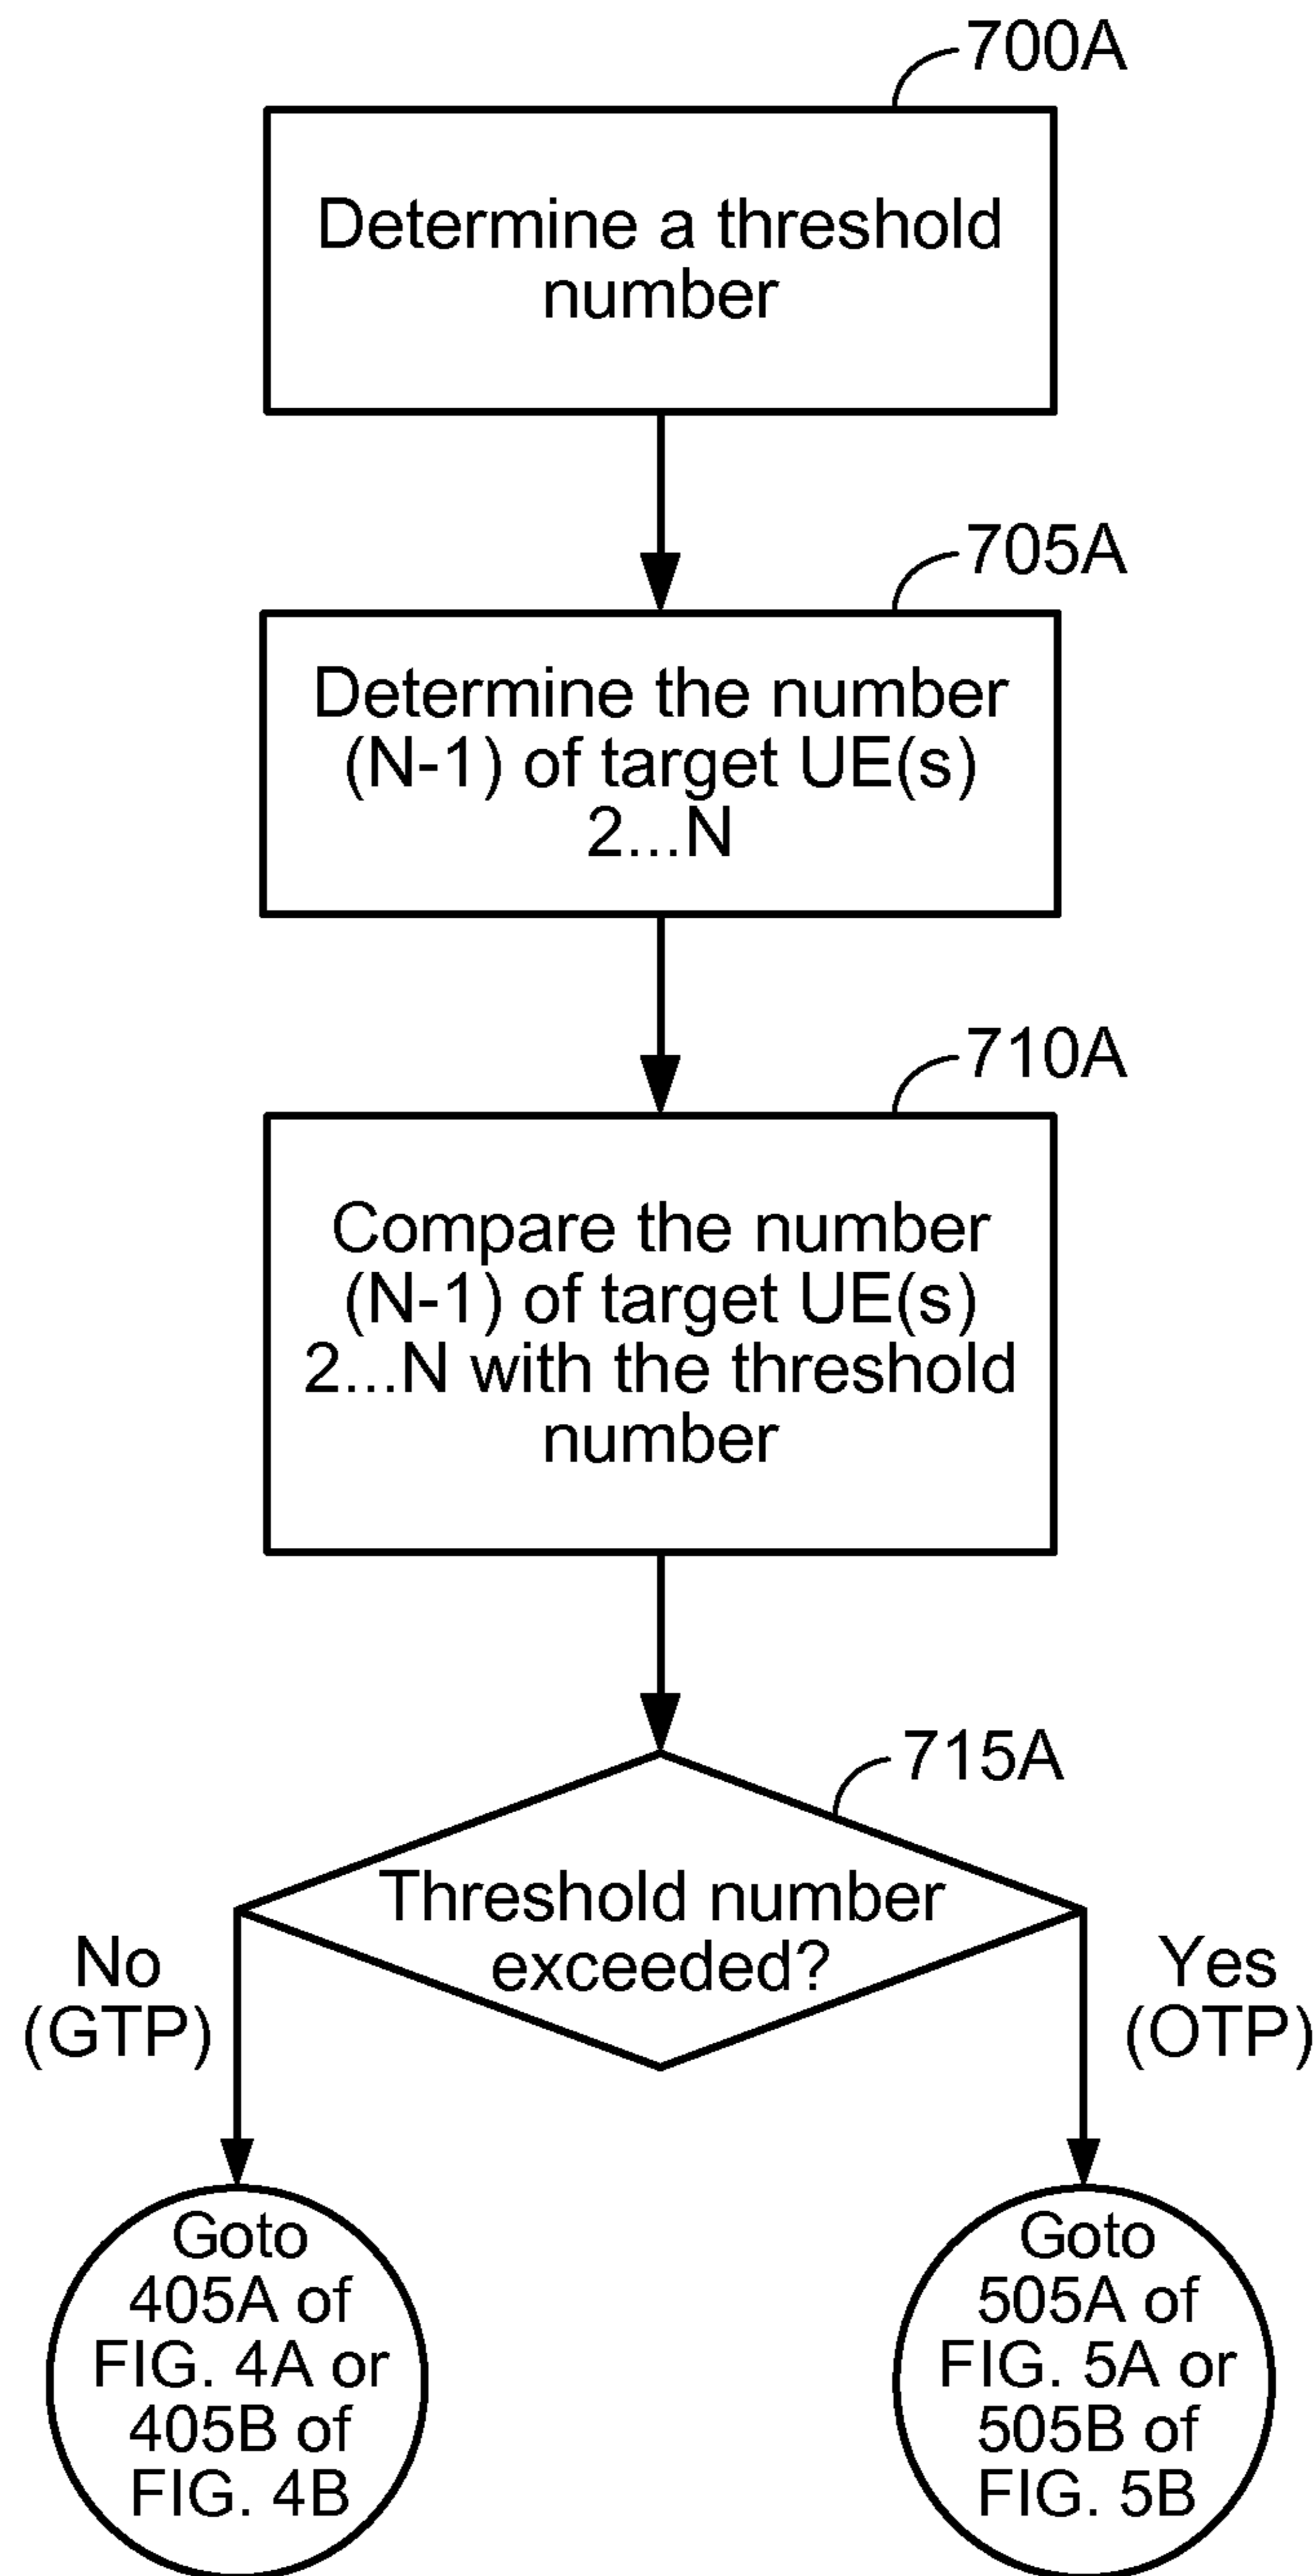 700A
Determine a threshold
number
705A
Determine the number
(N-1) of target UE(s)
2...N
710A
Compare the number
(N-1) of target UE(s)
2...N with the threshold
number
715A
Threshold number
exceeded?
No
(GTP)
Yes
(OTP)
Goto
405A of
FIG. 4A or
405B of
FIG. 4B
Goto
505A of
FIG. 5A or
505B of
FIG. 5B